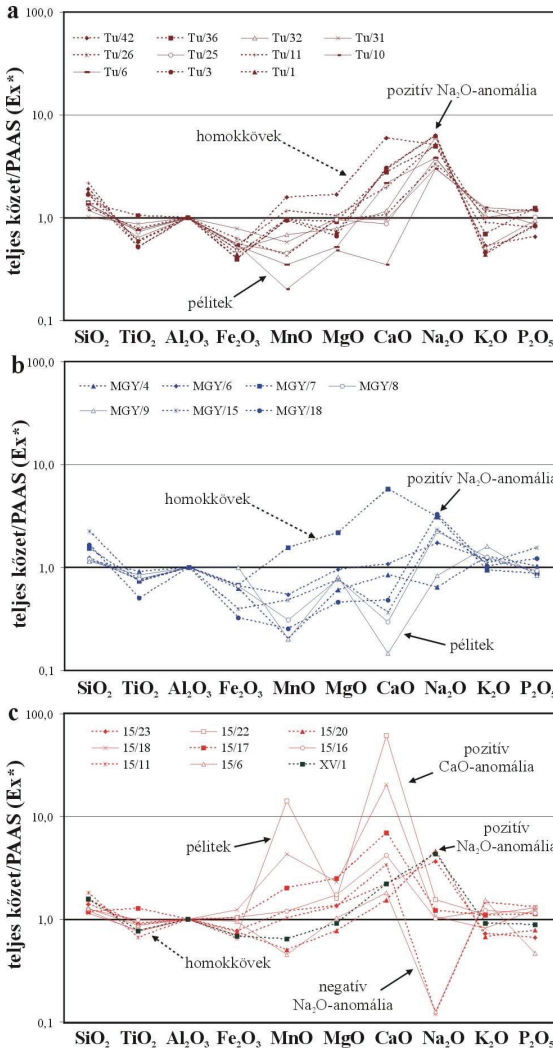 a
teljes kőzet/PAAS (Ex*)
100,0
10,0
1,0
0,1
Tu/42 Tu/36 Tu/32 Tu/31
Tu/26 Tu/25 Tu/11 Tu/10
Tu/6 Tu/3 Tu/1
pozitív Na₂O-anomália
homokkövek
pélitek
SiO₂ TiO₂ Al₂O₃ Fe₂O₃ MnO MgO CaO Na₂O K₂O P₂O₅
b
teljes kőzet/PAAS (Ex*)
100,0
10,0
1,0
0,1
MGY/4 MGY/6 MGY/7 MGY/8
MGY/9 MGY/15 MGY/18
pozitív Na₂O-anomália
homokkövek
pélitek
SiO₂ TiO₂ Al₂O₃ Fe₂O₃ MnO MgO CaO Na₂O K₂O P₂O₅
c
teljes kőzet/PAAS (Ex*)
100,0
10,0
1,0
0,1
15/23 15/22 15/20
15/18 15/17 15/16
15/11 15/6 XV/1
pozitív
CaO-anomália
pélitek
pozitív
Na₂O-anomália
homokkövek
negatív
Na₂O-anomália
SiO₂ TiO₂ Al₂O₃ Fe₂O₃ MnO MgO CaO Na₂O K₂O P₂O₅